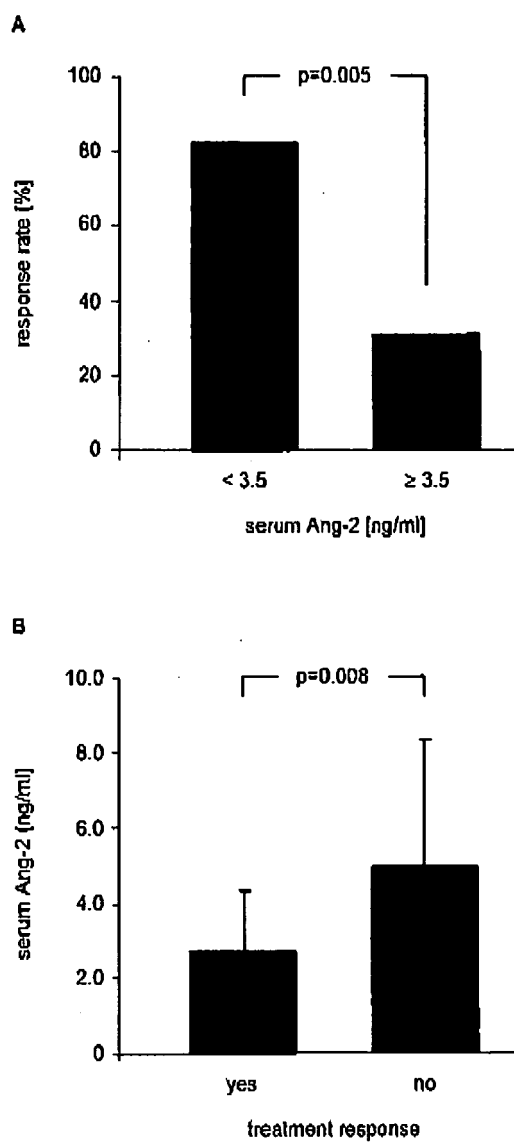 A
100
p=0.005
80
60
40
20
0
response rate [%]
< 3.5
≥ 3.5
serum Ang-2 [ng/ml]
B
10.0
p=0.008
8.0
6.0
4.0
2.0
0
serum Ang-2 [ng/ml]
yes
no
treatment response